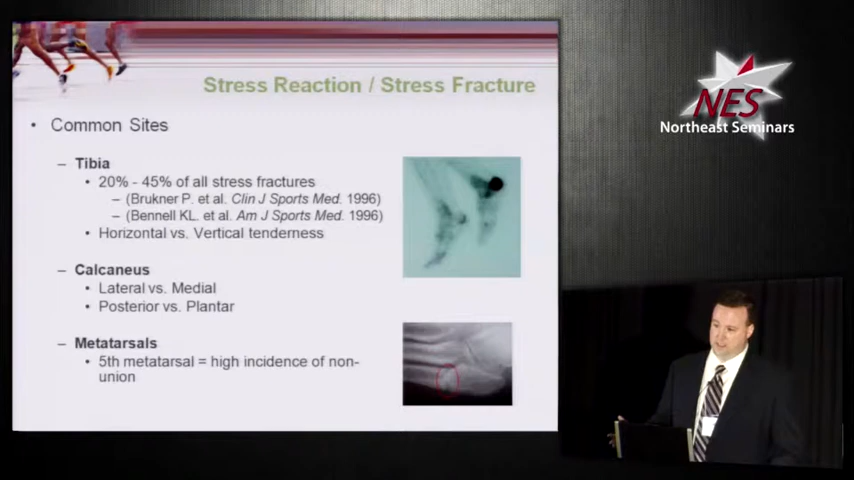 Stress Reaction / Stress Fracture
• Common Sites
– Tibia
• 20% - 45% of all stress fractures
– (Brukner P. et al. Clin J Sports Med. 1996)
– (Bennell KL. et al. Am J Sports Med. 1996)
• Horizontal vs. Vertical tenderness
– Calcaneus
• Lateral vs. Medial
• Posterior vs. Plantar
– Metatarsals
• 5th metatarsal = high incidence of non-
union
NES
Northeast Seminars